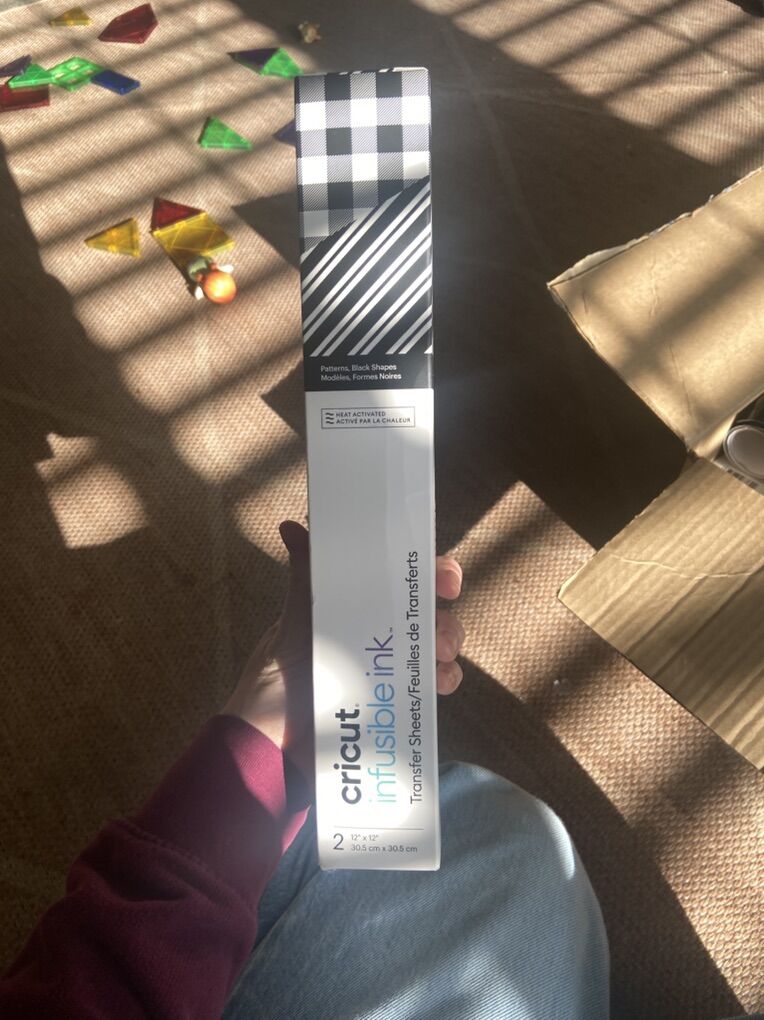 Patterns, Black Shapes
Modèles, Formes Noires
HEAT ACTIVATED
ACTIVÉ PAR LA CHALEUR
cricut®
infusible ink™
Transfer Sheets/Feuilles de Transferts
2
12" x 12"
30.5 cm x 30.5 cm